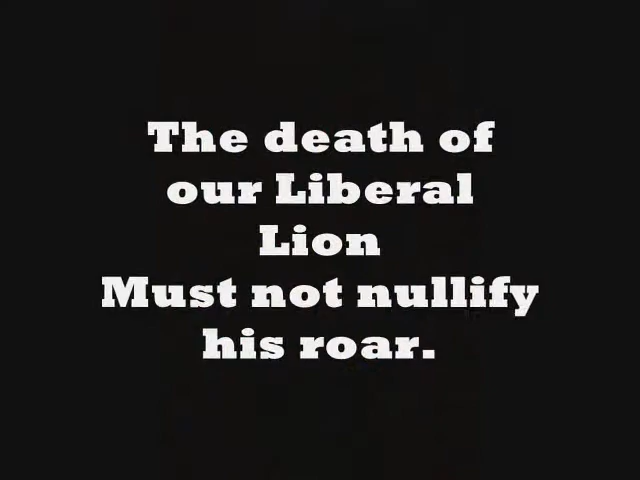 The death of
our Liberal
Lion
Must not nullify
his roar.